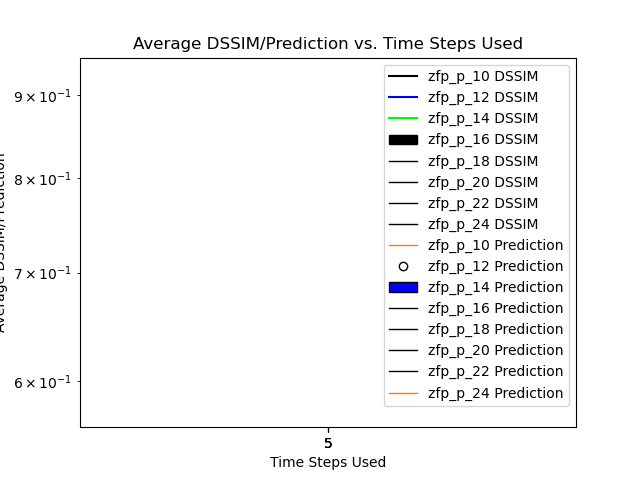 Average DSSIM/Prediction vs. Time Steps Used
9 × 10⁻¹
8 × 10⁻¹
7 × 10⁻¹
6 × 10⁻¹
Average DSSIM/Prediction
zfp_p_10 DSSIM
zfp_p_12 DSSIM
zfp_p_14 DSSIM
zfp_p_16 DSSIM
zfp_p_18 DSSIM
zfp_p_20 DSSIM
zfp_p_22 DSSIM
zfp_p_24 DSSIM
zfp_p_10 Prediction
zfp_p_12 Prediction
zfp_p_14 Prediction
zfp_p_16 Prediction
zfp_p_18 Prediction
zfp_p_20 Prediction
zfp_p_22 Prediction
zfp_p_24 Prediction
5
Time Steps Used